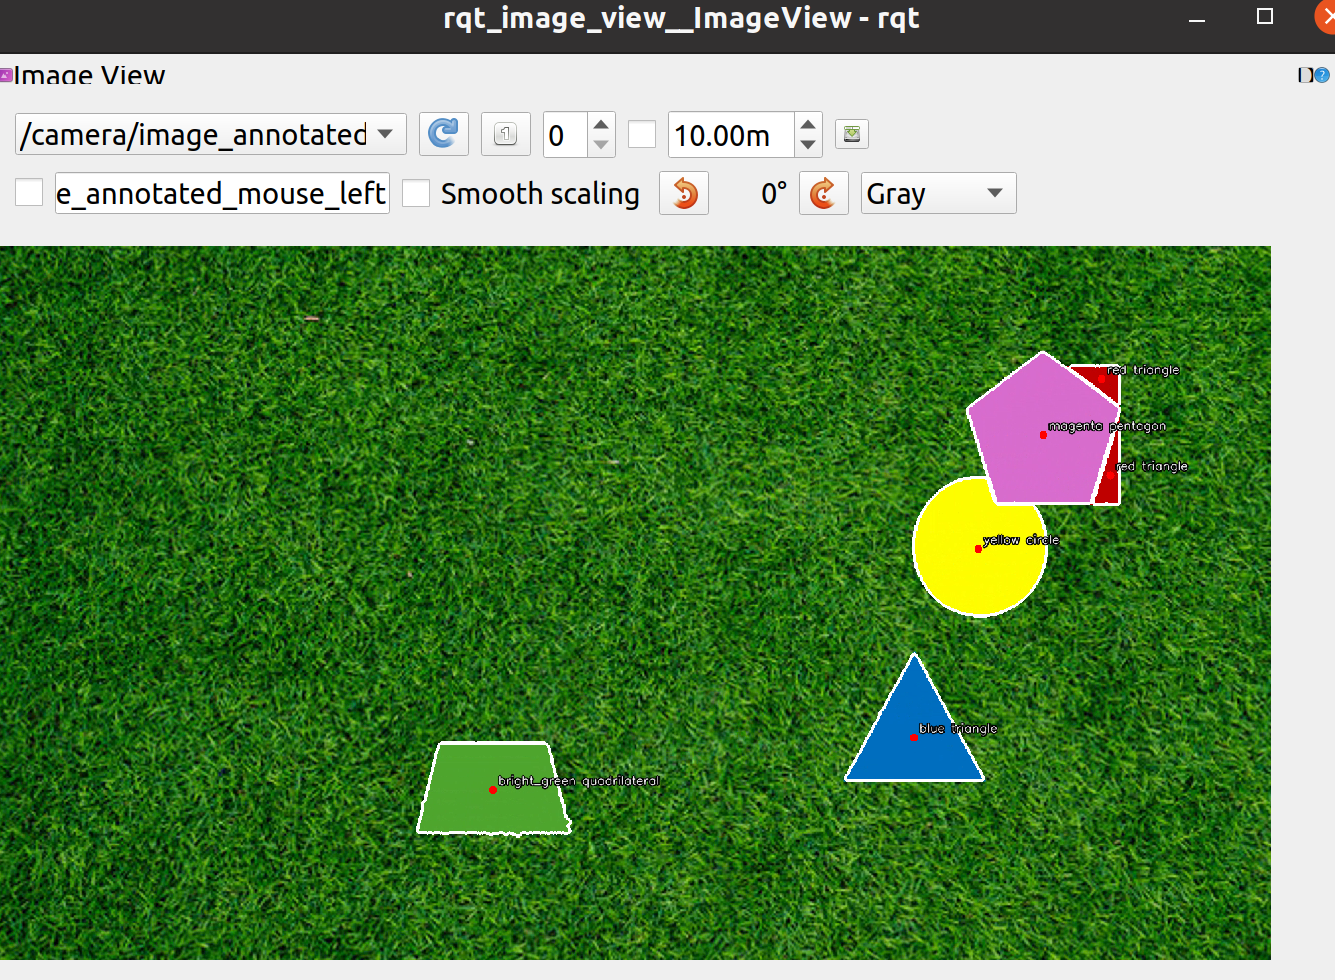 rqt_image_view__ImageView - rqt
Image View
/camera/image_annotated 1 0 10.00m
e_annotated_mouse_left Smooth scaling 0° Gray
red triangle
magenta pentagon
red triangle
yellow circle
blue triangle
bright_green quadrilateral